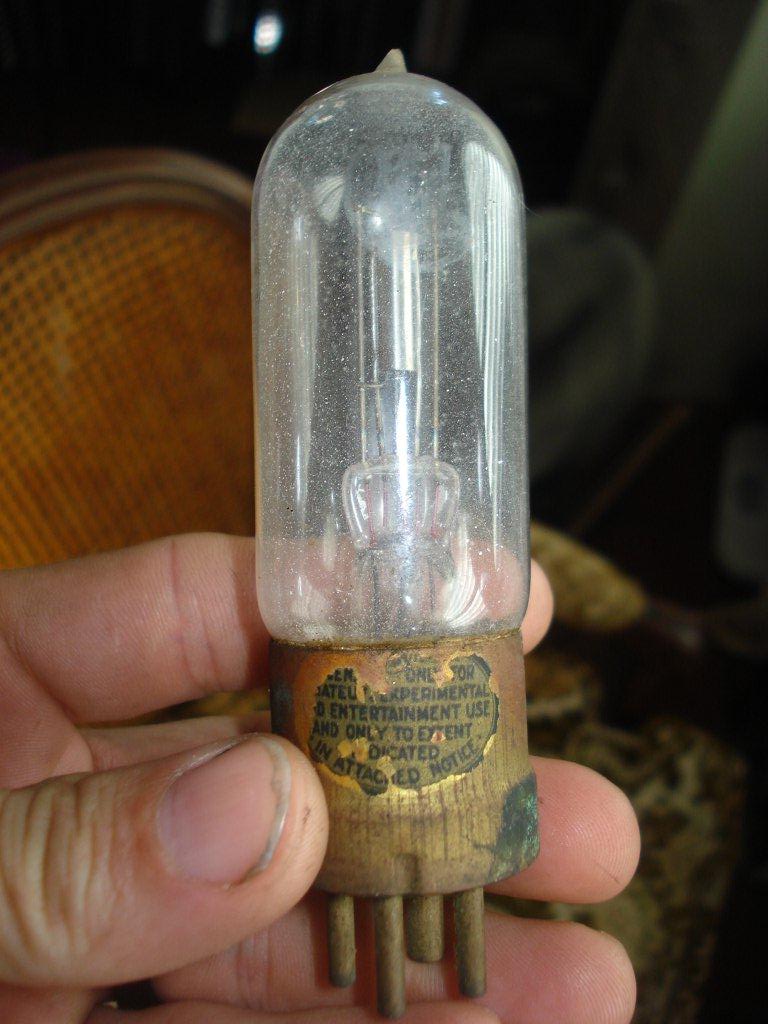 ONLY FOR
EXPERIMENTAL
ENTERTAINMENT USE
AND ONLY TO EXTENT
DICATED
IN ATTACHED NOTICE